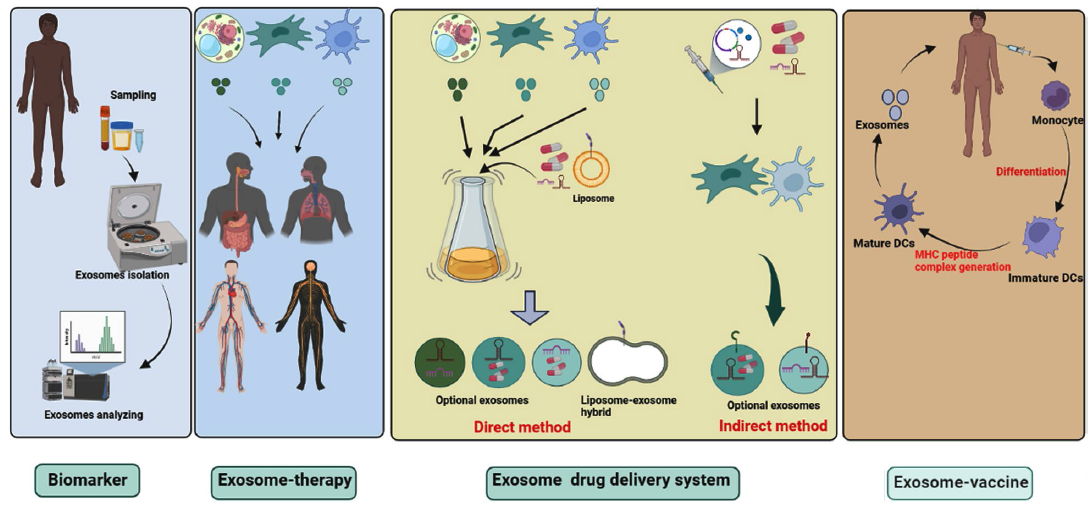 Sampling
Exosomes isolation
Intensity
Exosomes analyzing
Liposome
Optional exosomes
Liposome-exosome
hybrid
Direct method
Optional exosomes
Indirect method
Monocyte
Exosomes
Differentiation
Mature DCs
MHC peptide
complex generation
Immature DCs
Biomarker
Exosome-therapy
Exosome drug delivery system
Exosome-vaccine